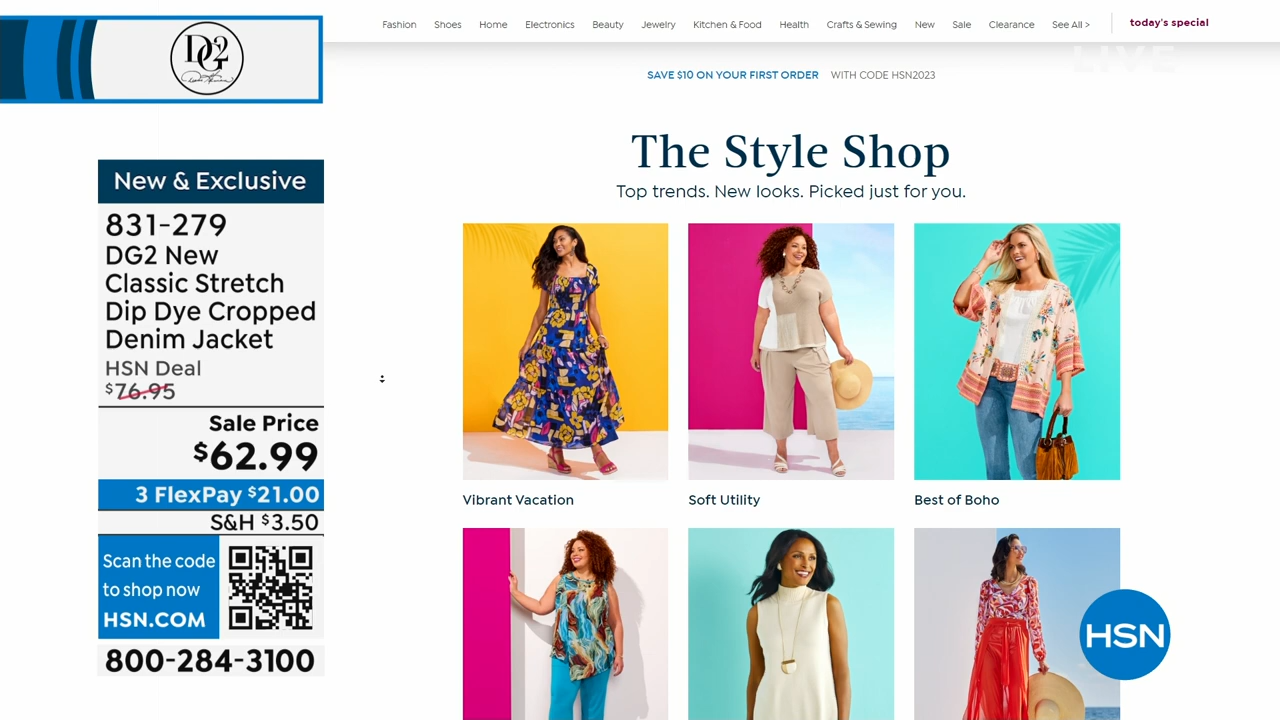 Fashion Shoes Home Electronics Beauty Jewelry Kitchen & Food Health Crafts & Sewing New Sale Clearance See All > today's special
LIVE
DG2
SAVE $10 ON YOUR FIRST ORDER WITH CODE HSN2023
The Style Shop
Top trends. New looks. Picked just for you.
New & Exclusive
831-279
DG2 New
Classic Stretch
Dip Dye Cropped
Denim Jacket
HSN Deal
$76.95
Sale Price
$62.99
3 FlexPay $21.00
S&H $3.50
Scan the code
to shop now
HSN.COM
800-284-3100
Vibrant Vacation
Soft Utility
Best of Boho
HSN